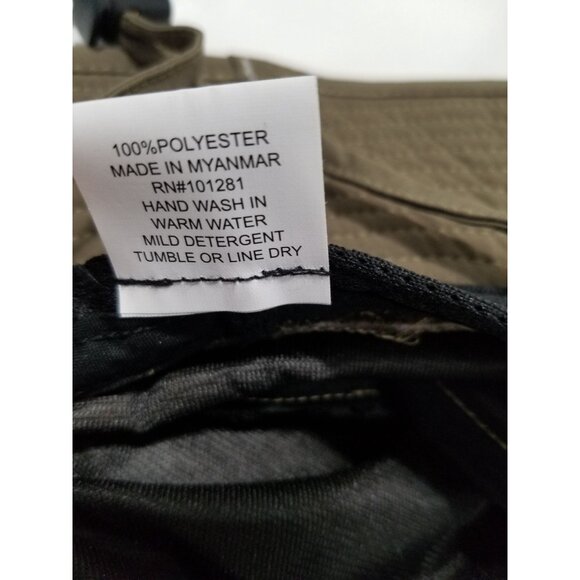 100%POLYESTER
MADE IN MYANMAR
RN#101281
HAND WASH IN
WARM WATER
MILD DETERGENT
TUMBLE OR LINE DRY